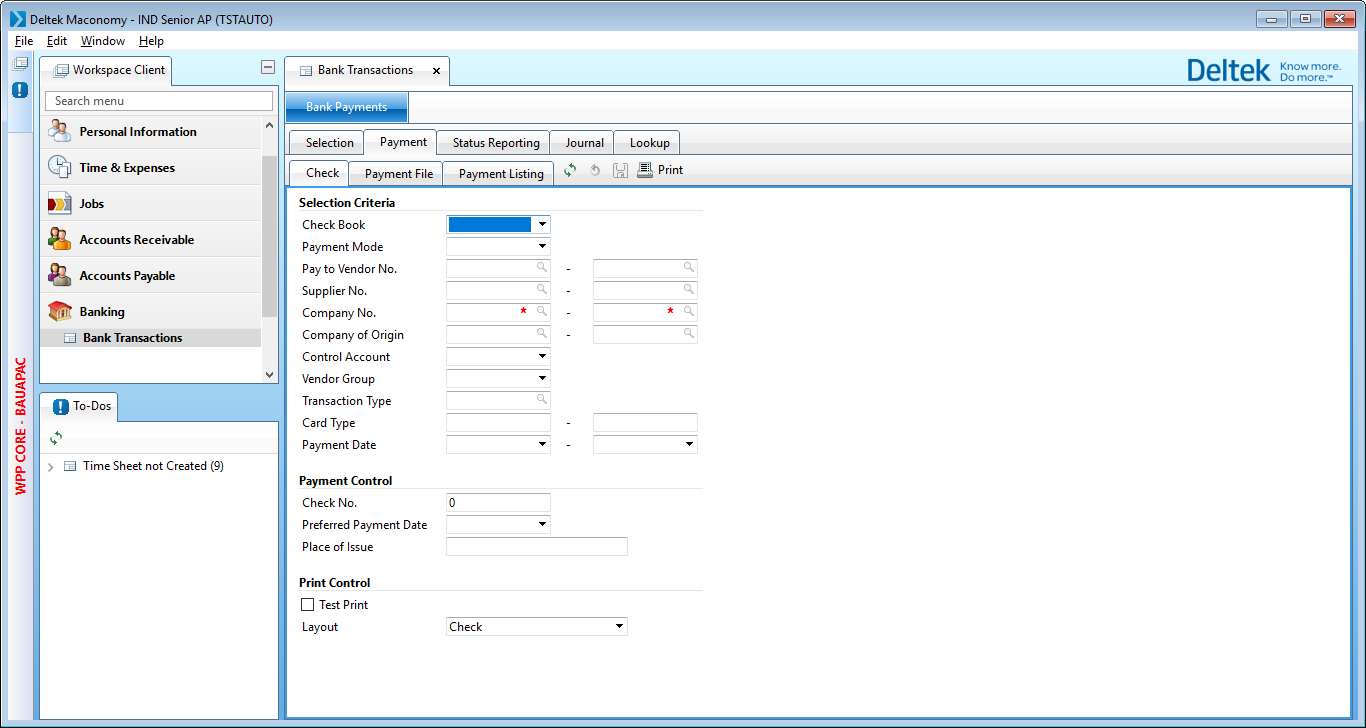 Deltek Maconomy - IND Senior AP (TSTAUTO)
File Edit Window Help
Workspace Client
Search menu
Personal Information
Time & Expenses
Jobs
Accounts Receivable
Accounts Payable
Banking
Bank Transactions
To-Dos
Time Sheet not Created (9)
WPP CORE - BAUAPAC
Bank Transactions
Deltek Know more.
Do more.™
Bank Payments
Selection Payment Status Reporting Journal Lookup
Check Payment File Payment Listing Print
Selection Criteria
Check Book
Payment Mode
Pay to Vendor No. -
Supplier No. -
Company No. * - *
Company of Origin -
Control Account
Vendor Group
Transaction Type
Card Type -
Payment Date -
Payment Control
Check No. 0
Preferred Payment Date
Place of Issue
Print Control
Test Print
Layout Check